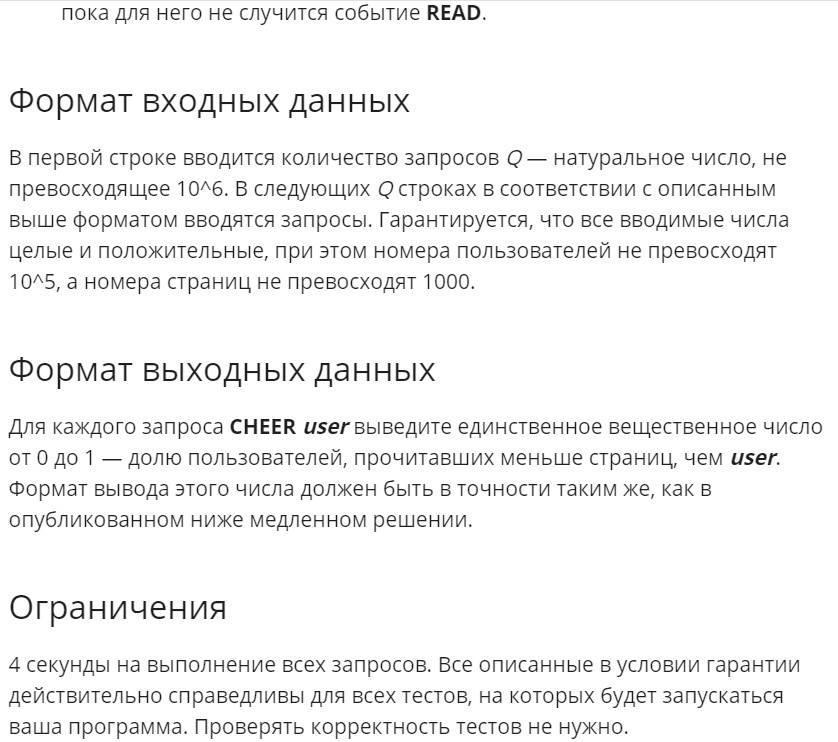 пока для него не случится событие READ.
Формат входных данных
В первой строке вводится количество запросов Q — натуральное число, не
превосходящее 10^6. В следующих Q строках в соответствии с описанным
выше форматом вводятся запросы. Гарантируется, что все вводимые числа
целые и положительные, при этом номера пользователей не превосходят
10^5, а номера страниц не превосходят 1000.
Формат выходных данных
Для каждого запроса CHEER user выведите единственное вещественное число
от 0 до 1 — долю пользователей, прочитавших меньше страниц, чем user.
Формат вывода этого числа должен быть в точности таким же, как в
опубликованном ниже медленном решении.
Ограничения
4 секунды на выполнение всех запросов. Все описанные в условии гарантии
действительно справедливы для всех тестов, на которых будет запускаться
ваша программа. Проверять корректность тестов не нужно.